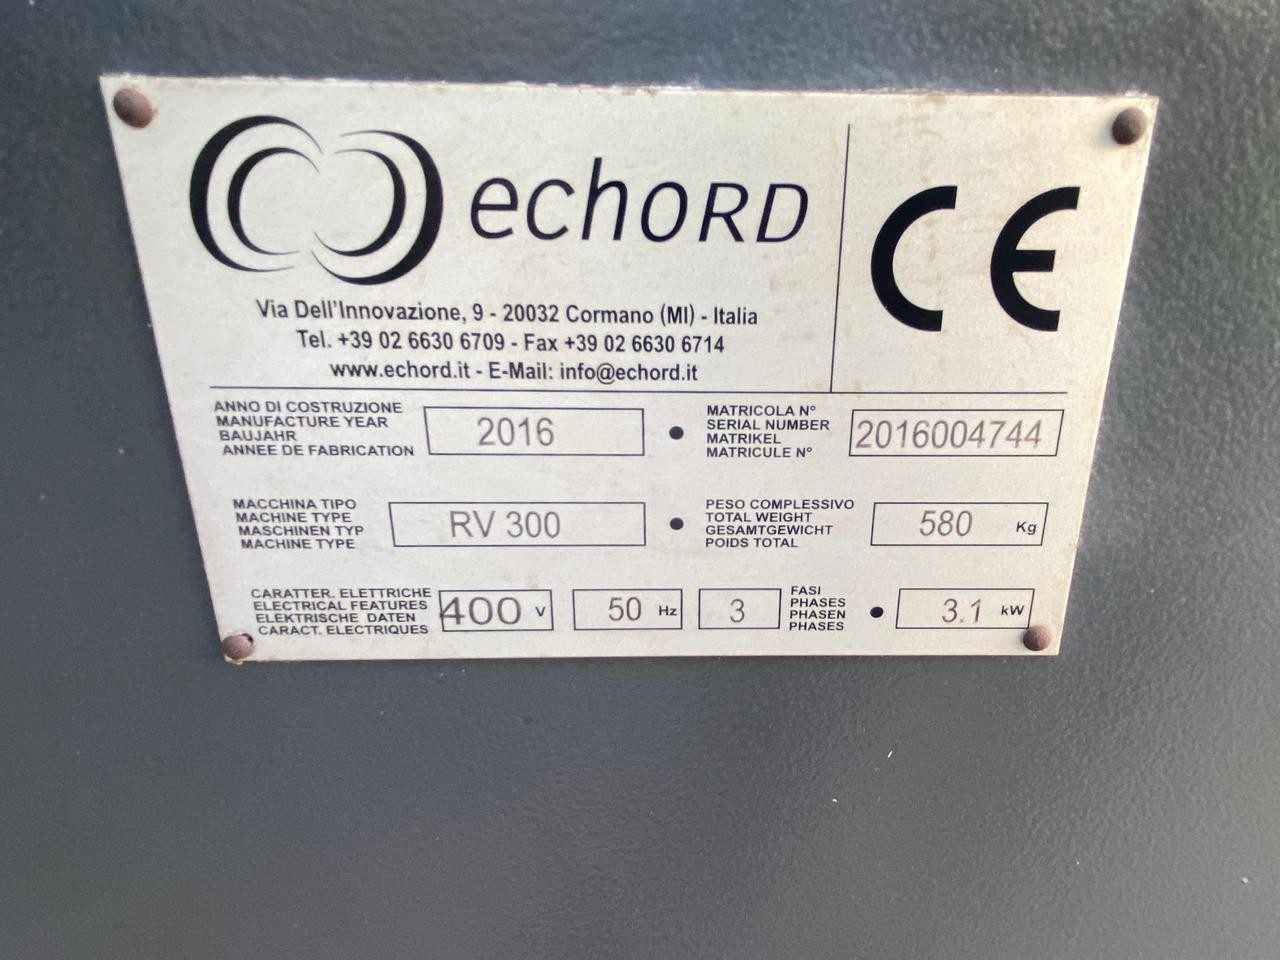 echORD
CE
Via Dell'Innovazione, 9 - 20032 Cormano (MI) - Italia
Tel. +39 02 6630 6709 - Fax +39 02 6630 6714
www.echord.it - E-Mail: info@echord.it
ANNO DI COSTRUZIONE
MANUFACTURE YEAR
BAUJAHR
ANNEE DE FABRICATION
2016
MATRICOLA N°
SERIAL NUMBER
MATRIKEL
MATRICULE N°
2016004744
MACCHINA TIPO
MACHINE TYPE
MASCHINEN TYP
MACHINE TYPE
RV 300
PESO COMPLESSIVO
TOTAL WEIGHT
GESAMTGEWICHT
POIDS TOTAL
580 Kg
CARATTER. ELETTRICHE
ELECTRICAL FEATURES
ELEKTRISCHE DATEN
CARACT. ELECTRIQUES
400 V
50 Hz
3
FASI
PHASES
PHASEN
PHASES
3.1 kW